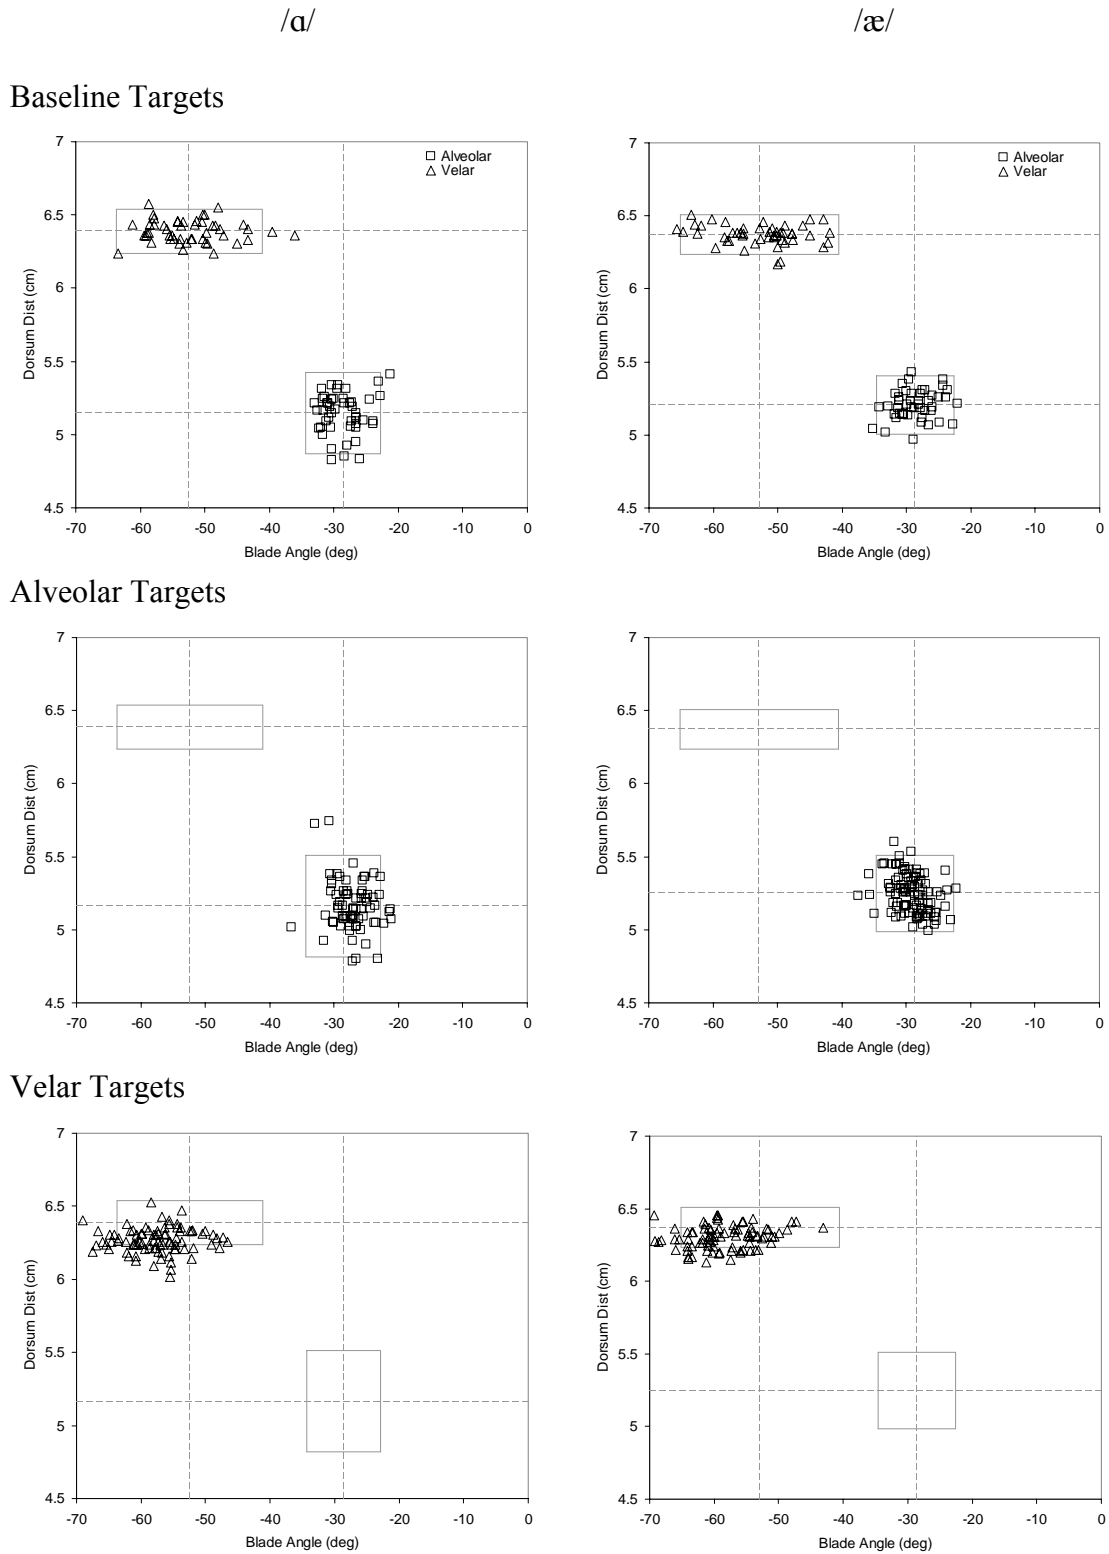 /ɑ/ /æ/
Baseline Targets
7
6.5
6
5.5
5
4.5
Dorsum Dist (cm)
Alveolar
Velar
-70 -60 -50 -40 -30 -20 -10 0
Blade Angle (deg)
7
6.5
6
5.5
5
4.5
Dorsum Dist (cm)
Alveolar
Velar
-70 -60 -50 -40 -30 -20 -10 0
Blade Angle (deg)
Alveolar Targets
7
6.5
6
5.5
5
4.5
Dorsum Dist (cm)
-70 -60 -50 -40 -30 -20 -10 0
Blade Angle (deg)
7
6.5
6
5.5
5
4.5
Dorsum Dist (cm)
-70 -60 -50 -40 -30 -20 -10 0
Blade Angle (deg)
Velar Targets
7
6.5
6
5.5
5
4.5
Dorsum Dist (cm)
-70 -60 -50 -40 -30 -20 -10 0
Blade Angle (deg)
7
6.5
6
5.5
5
4.5
Dorsum Dist (cm)
-70 -60 -50 -40 -30 -20 -10 0
Blade Angle (deg)